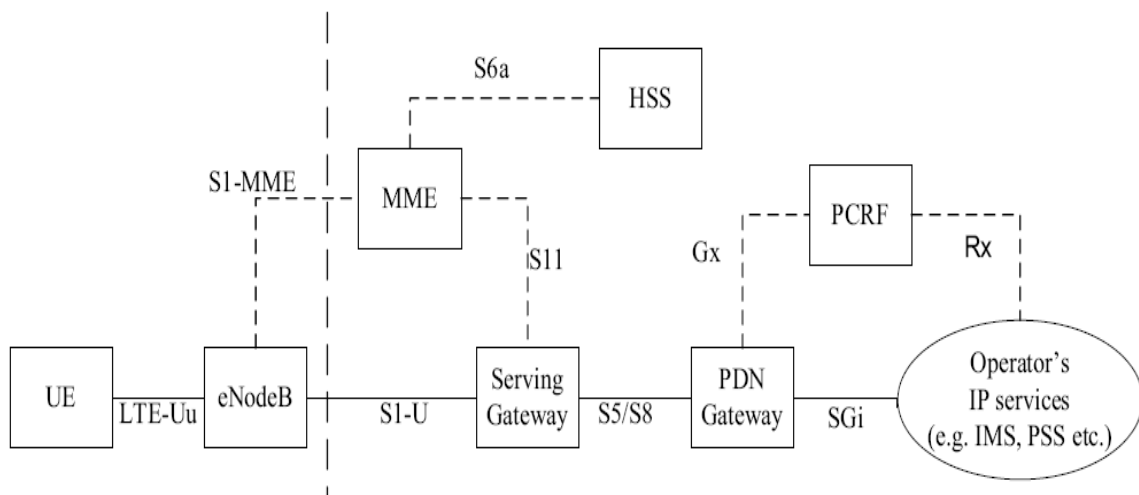 S6a
HSS
S1-MME
MME
PCRF
S11
Gx
Rx
UE
LTE-Uu
eNodeB
S1-U
Serving
Gateway
S5/S8
PDN
Gateway
SGi
Operator’s
IP services
(e.g. IMS, PSS etc.)